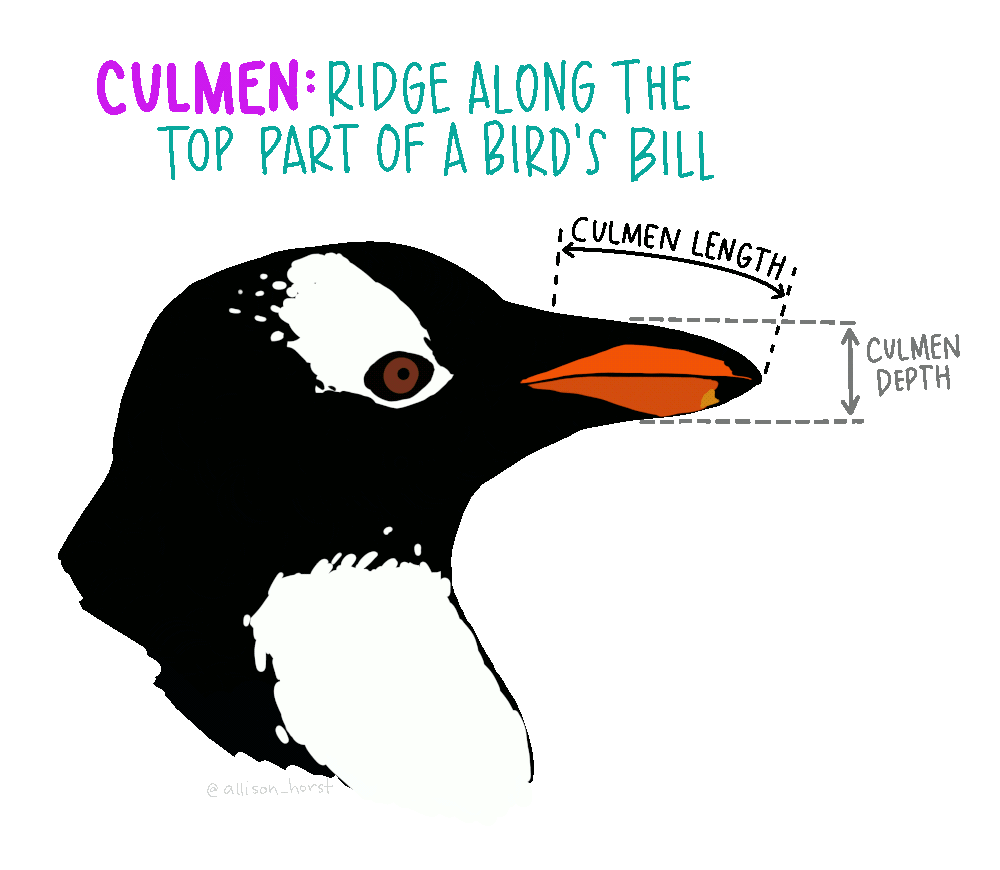 CULMEN: RIDGE ALONG THE
TOP PART OF A BIRD'S BILL
CULMEN LENGTH
CULMEN
DEPTH
@allison_horst